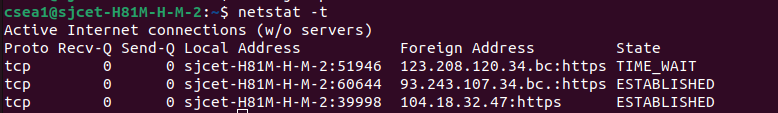 csea1@sjcet-H81M-H-M-2:~$ netstat -t
Active Internet connections (w/o servers)
Proto Recv-Q Send-Q Local Address           Foreign Address         State
tcp        0      0 sjcet-H81M-H-M-2:51946  123.208.120.34.bc:https TIME_WAIT
tcp        0      0 sjcet-H81M-H-M-2:60644  93.243.107.34.bc.:https ESTABLISHED
tcp        0      0 sjcet-H81M-H-M-2:39998  104.18.32.47:https      ESTABLISHED